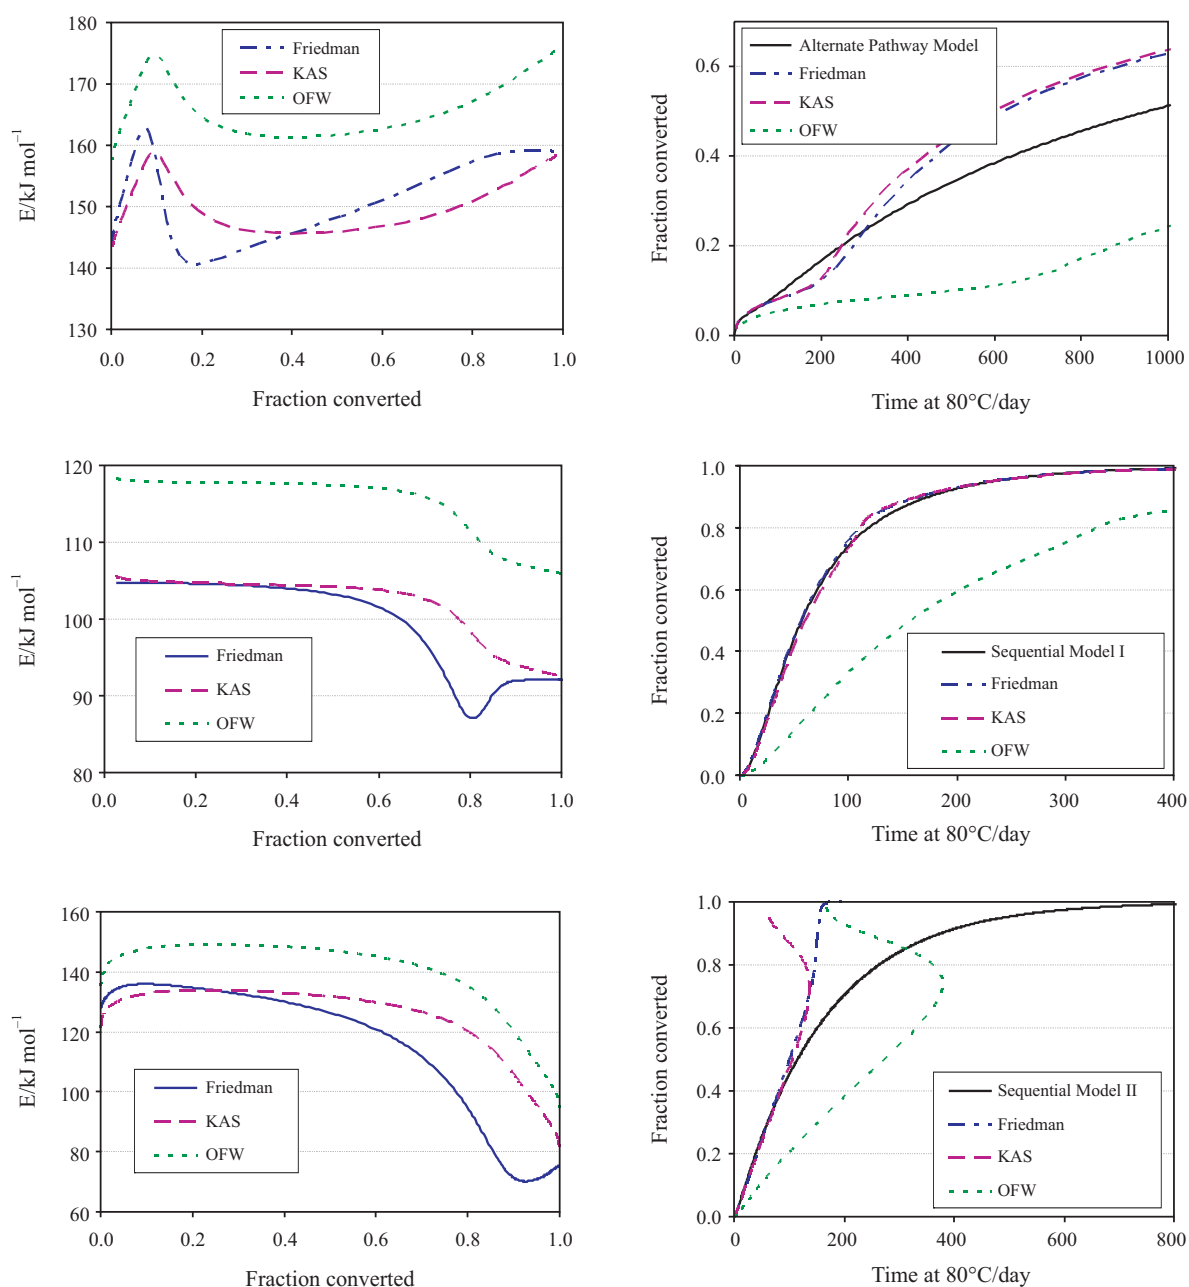 180
170
160
150
140
130
E/kJ mol⁻¹
Friedman
KAS
OFW
0.0 0.2 0.4 0.6 0.8 1.0
Fraction converted
0.6
0.4
0.2
0.0
Fraction converted
Alternate Pathway Model
Friedman
KAS
OFW
0 200 400 600 800 1000
Time at 80°C/day
120
110
100
90
80
E/kJ mol⁻¹
Friedman
KAS
OFW
0.0 0.2 0.4 0.6 0.8 1.0
Fraction converted
1.0
0.8
0.6
0.4
0.2
0.0
Fraction converted
Sequential Model I
Friedman
KAS
OFW
0 100 200 300 400
Time at 80°C/day
160
140
120
100
80
60
E/kJ mol⁻¹
Friedman
KAS
OFW
0.0 0.2 0.4 0.6 0.8 1.0
Fraction converted
1.0
0.8
0.6
0.4
0.2
0.0
Fraction converted
Sequential Model II
Friedman
KAS
OFW
0 200 400 600 800
Time at 80°C/day